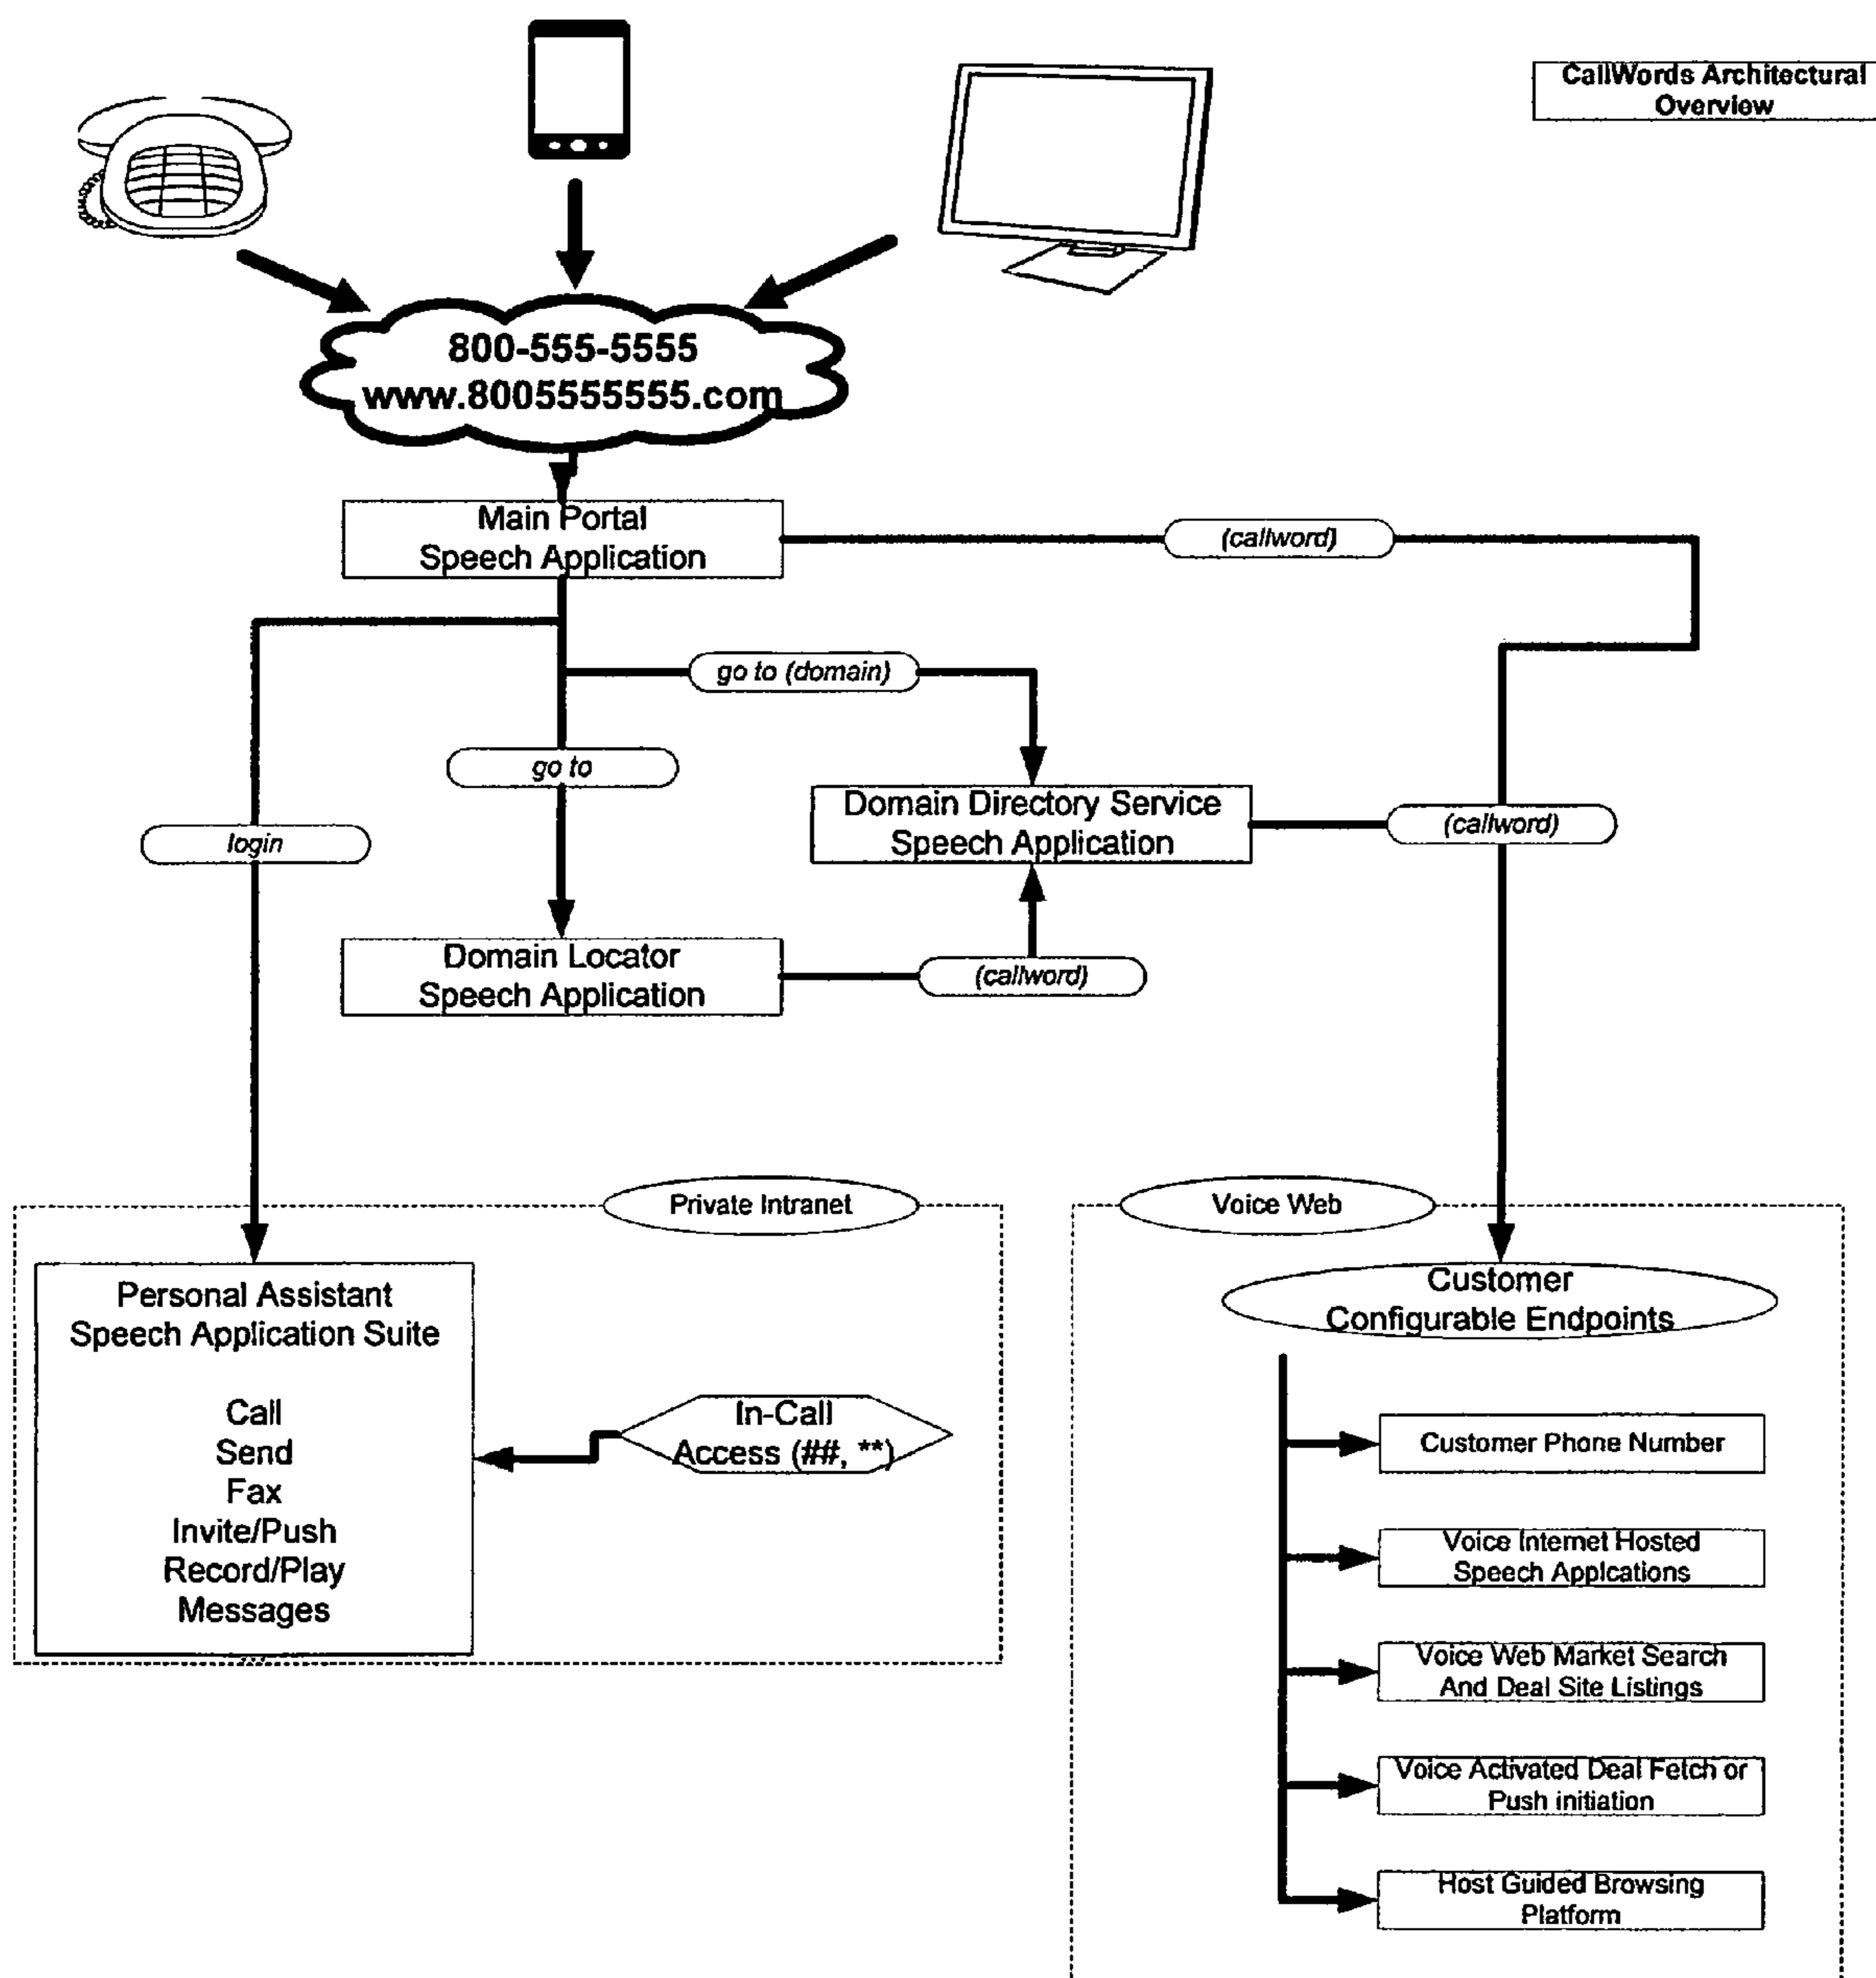 CallWords Architectural
Overview
800-555-5555
www.8005555555.com
Main Portal
Speech Application
(callword)
go to (domain)
go to
Domain Directory Service
Speech Application
(callword)
login
Domain Locator
Speech Application
(callword)
Private Intranet
Voice Web
Personal Assistant
Speech Application Suite
Call
Send
Fax
Invite/Push
Record/Play
Messages
...
In-Call
Access (##, **)
Customer
Configurable Endpoints
Customer Phone Number
Voice Internet Hosted
Speech Applcations
Voice Web Market Search
And Deal Site Listings
Voice Activated Deal Fetch or
Push initiation
Host Guided Browsing
Platform